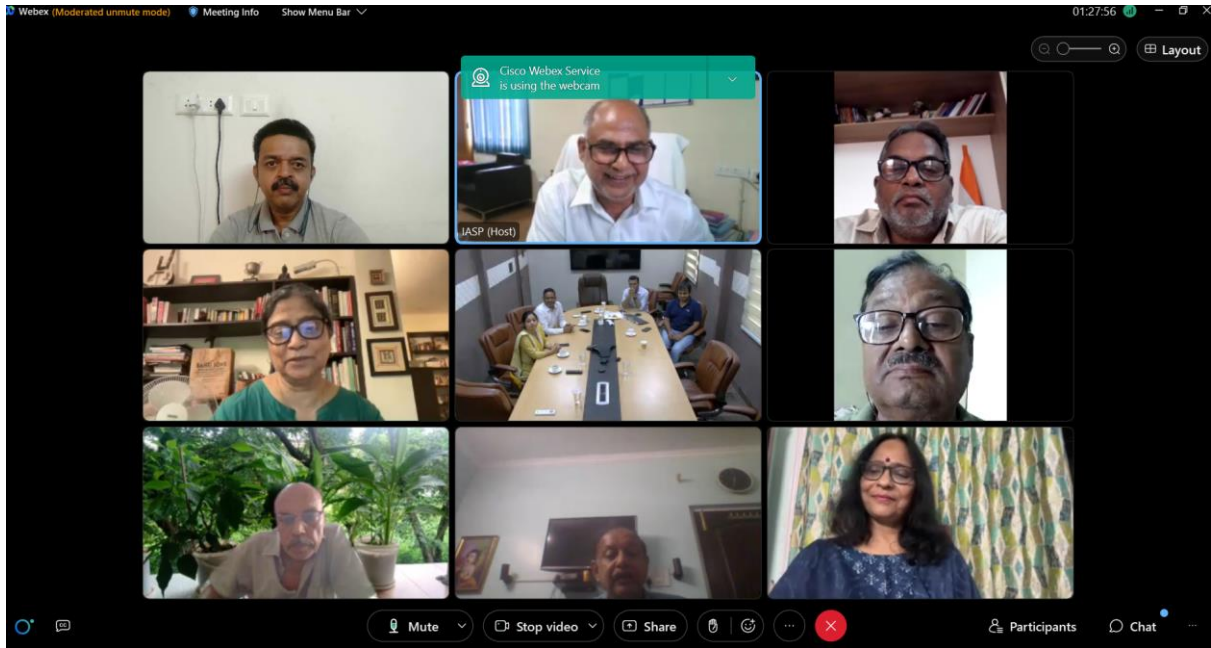 Webex (Moderated unmute mode) Meeting Info Show Menu Bar 01:27:56
Layout
Cisco Webex Service
is using the webcam
IASP (Host)
Mute Stop video Share Participants Chat